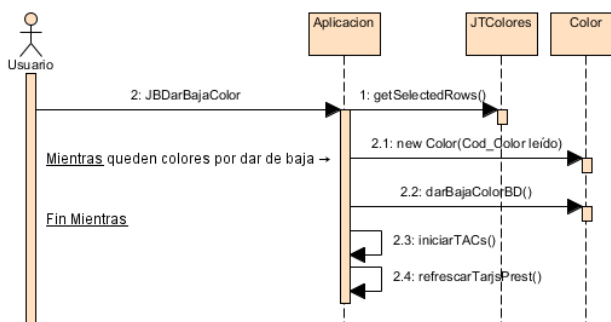 Aplicacion
JTColores
Color
Usuario
2: JBDarBajaColor
1: getSelectedRows()
2.1: new Color(Cod_Color leído)
Mientras queden colores por dar de baja →
2.2: darBajaColorBD()
Fin Mientras
2.3: iniciarTACs()
2.4: refrescarTarjsPrest()